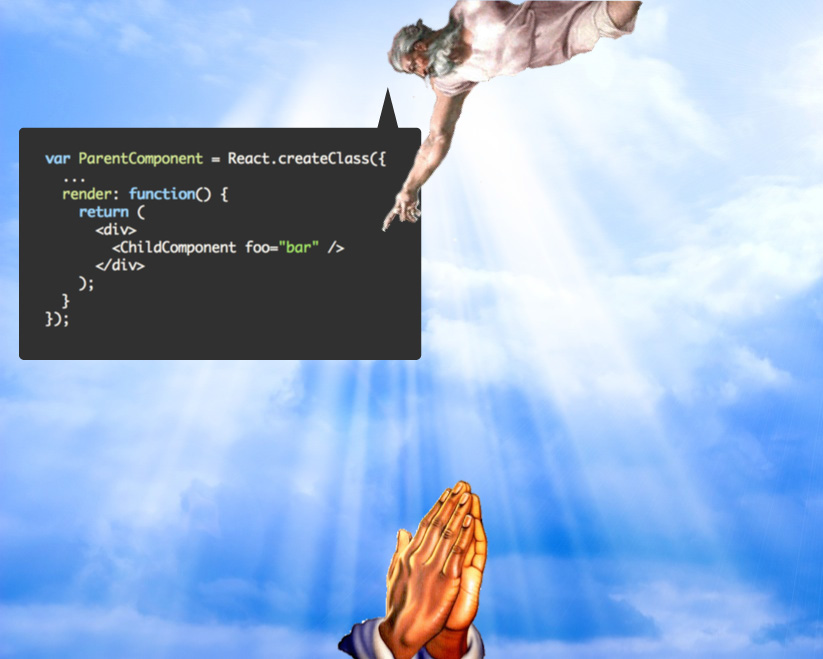 var ParentComponent = React.createClass({
  ...
  render: function() {
    return (
      <div>
        <ChildComponent foo="bar" />
      </div>
    );
  }
});